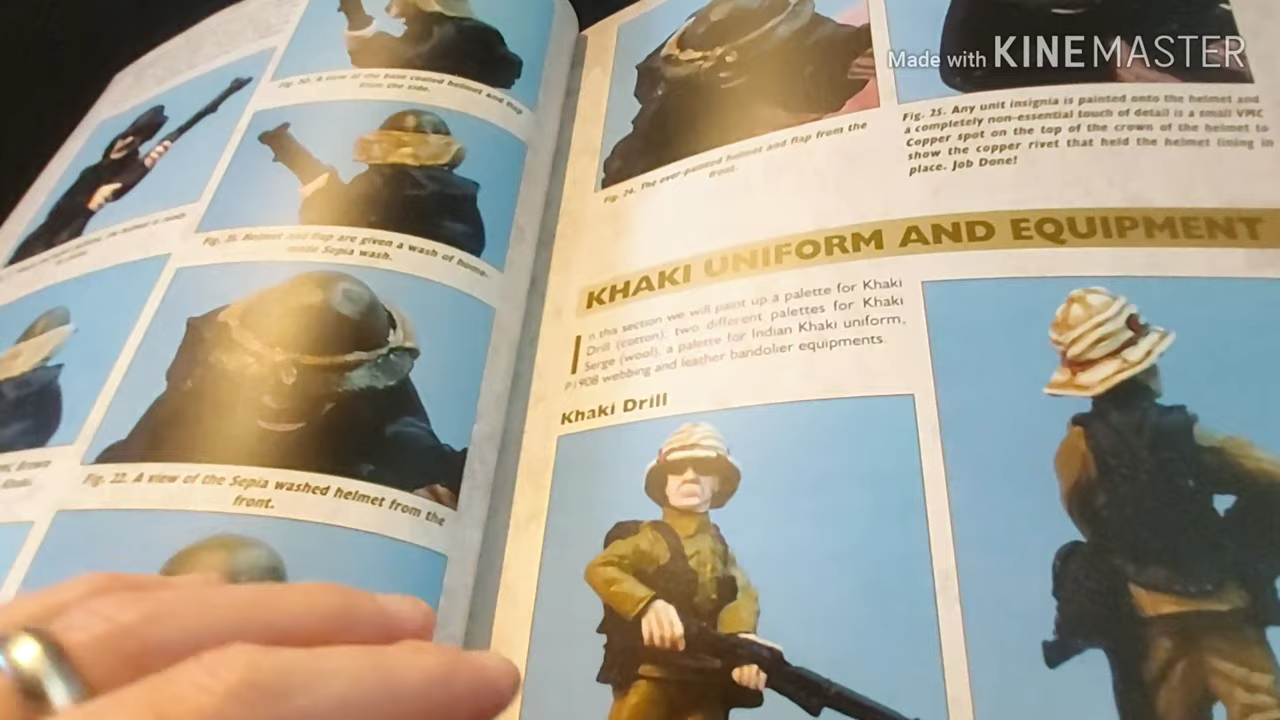 Made with KINEMASTER
Fig. 20. A view of the base coated helmet and flap
from the side.
Helmet and flap are given a wash of home-
made Sepia wash.
Fig. 22. A view of the Sepia washed helmet from the
front.
Fig. 24. The over-painted helmet and flap from the
front.
Fig. 25. Any unit insignia is painted onto the helmet and
a completely non-essential touch of detail is a small VMC
Copper spot on the top of the crown of the helmet to
show the copper rivet that held the helmet lining in
place. Job Done!
KHAKI UNIFORM AND EQUIPMENT
In this section we will paint up a palette for Khaki
Drill (cotton), two different palettes for Khaki
Serge (wool), a palette for Indian Khaki uniform,
P1908 webbing and leather bandolier equipments.
Khaki Drill